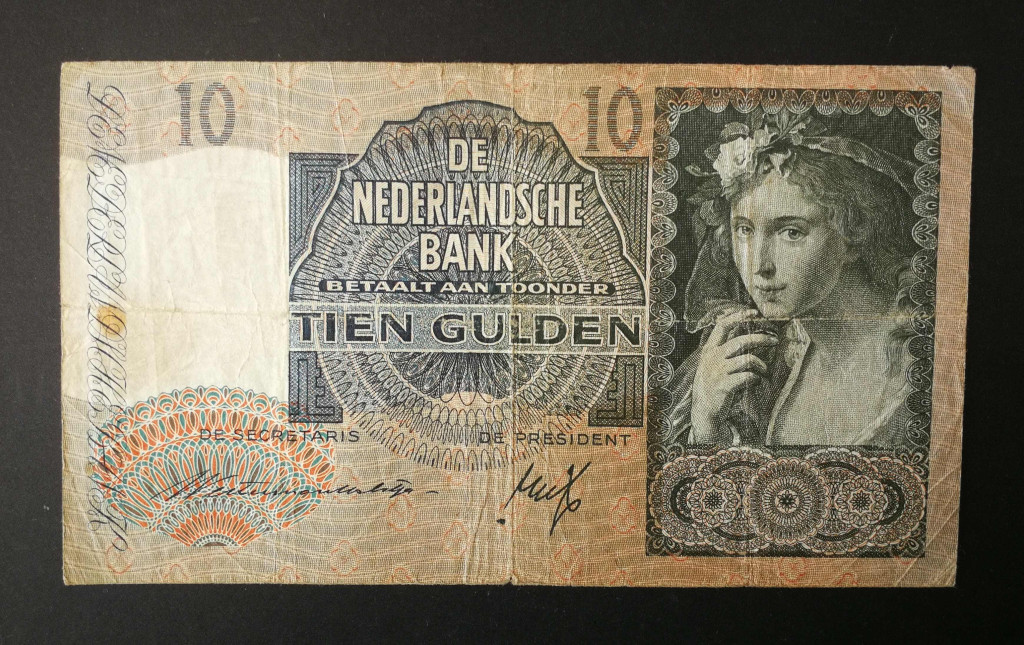 10
10
DE
NEDERLANDSCHE
BANK
BETAALT AAN TOONDER
TIEN GULDEN
DE SECRETARIS
DE PRESIDENT